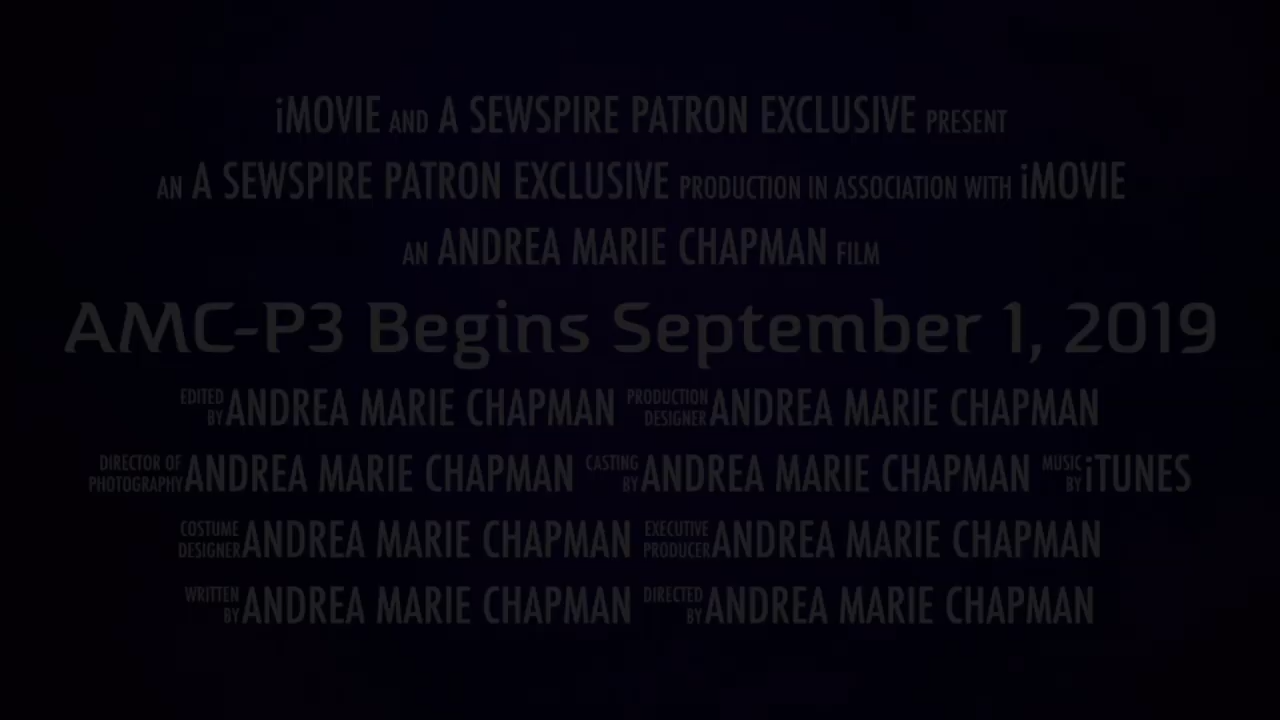 iMOVIE AND A SEWSPIRE PATRON EXCLUSIVE PRESENT
AN A SEWSPIRE PATRON EXCLUSIVE PRODUCTION IN ASSOCIATION WITH iMOVIE
AN ANDREA MARIE CHAPMAN FILM
AMC-P3 Begins September 1, 2019
EDITED BY ANDREA MARIE CHAPMAN PRODUCTION DESIGNER ANDREA MARIE CHAPMAN
DIRECTOR OF PHOTOGRAPHY ANDREA MARIE CHAPMAN CASTING BY ANDREA MARIE CHAPMAN MUSIC BY iTUNES
COSTUME DESIGNER ANDREA MARIE CHAPMAN EXECUTIVE PRODUCER ANDREA MARIE CHAPMAN
WRITTEN BY ANDREA MARIE CHAPMAN DIRECTED BY ANDREA MARIE CHAPMAN